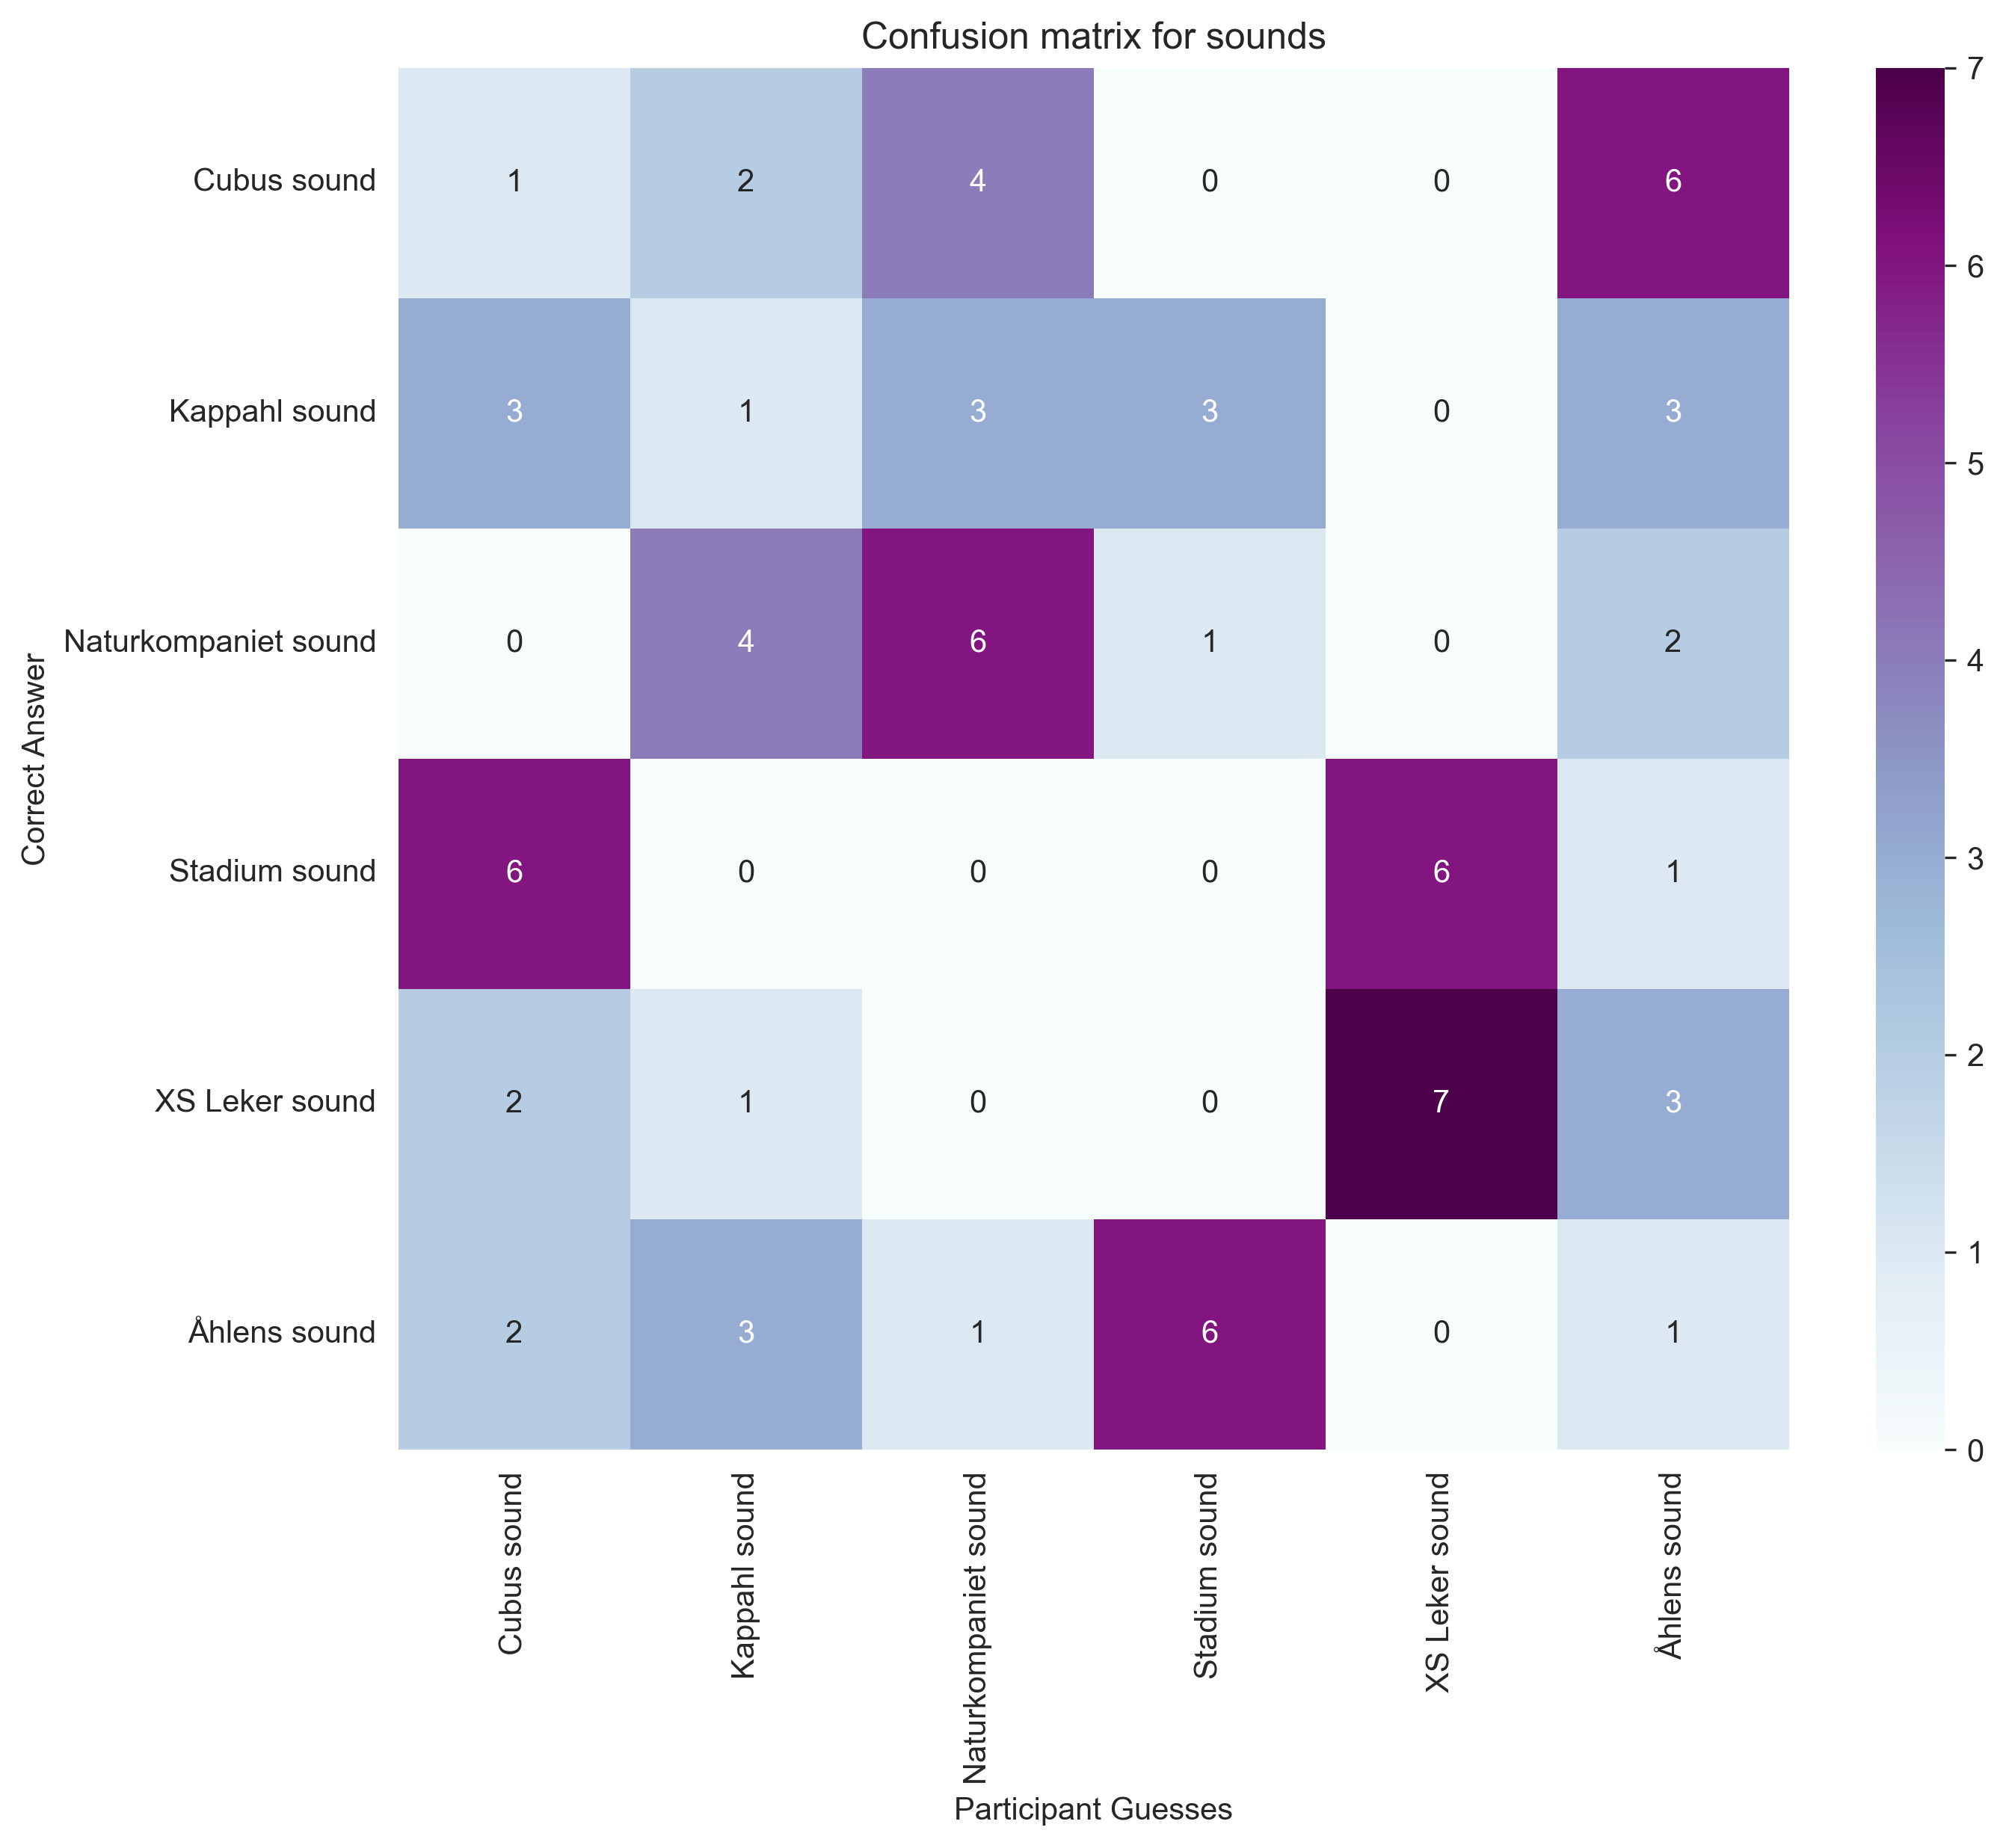 Confusion matrix for sounds
Cubus sound 1 2 4 0 0 6
Kappahl sound 3 1 3 3 0 3
Naturkompaniet sound 0 4 6 1 0 2
Stadium sound 6 0 0 0 6 1
XS Leker sound 2 1 0 0 7 3
Åhlens sound 2 3 1 6 0 1
Correct Answer
Cubus sound
Kappahl sound
Naturkompaniet sound
Stadium sound
XS Leker sound
Åhlens sound
Participant Guesses
7
6
5
4
3
2
1
0